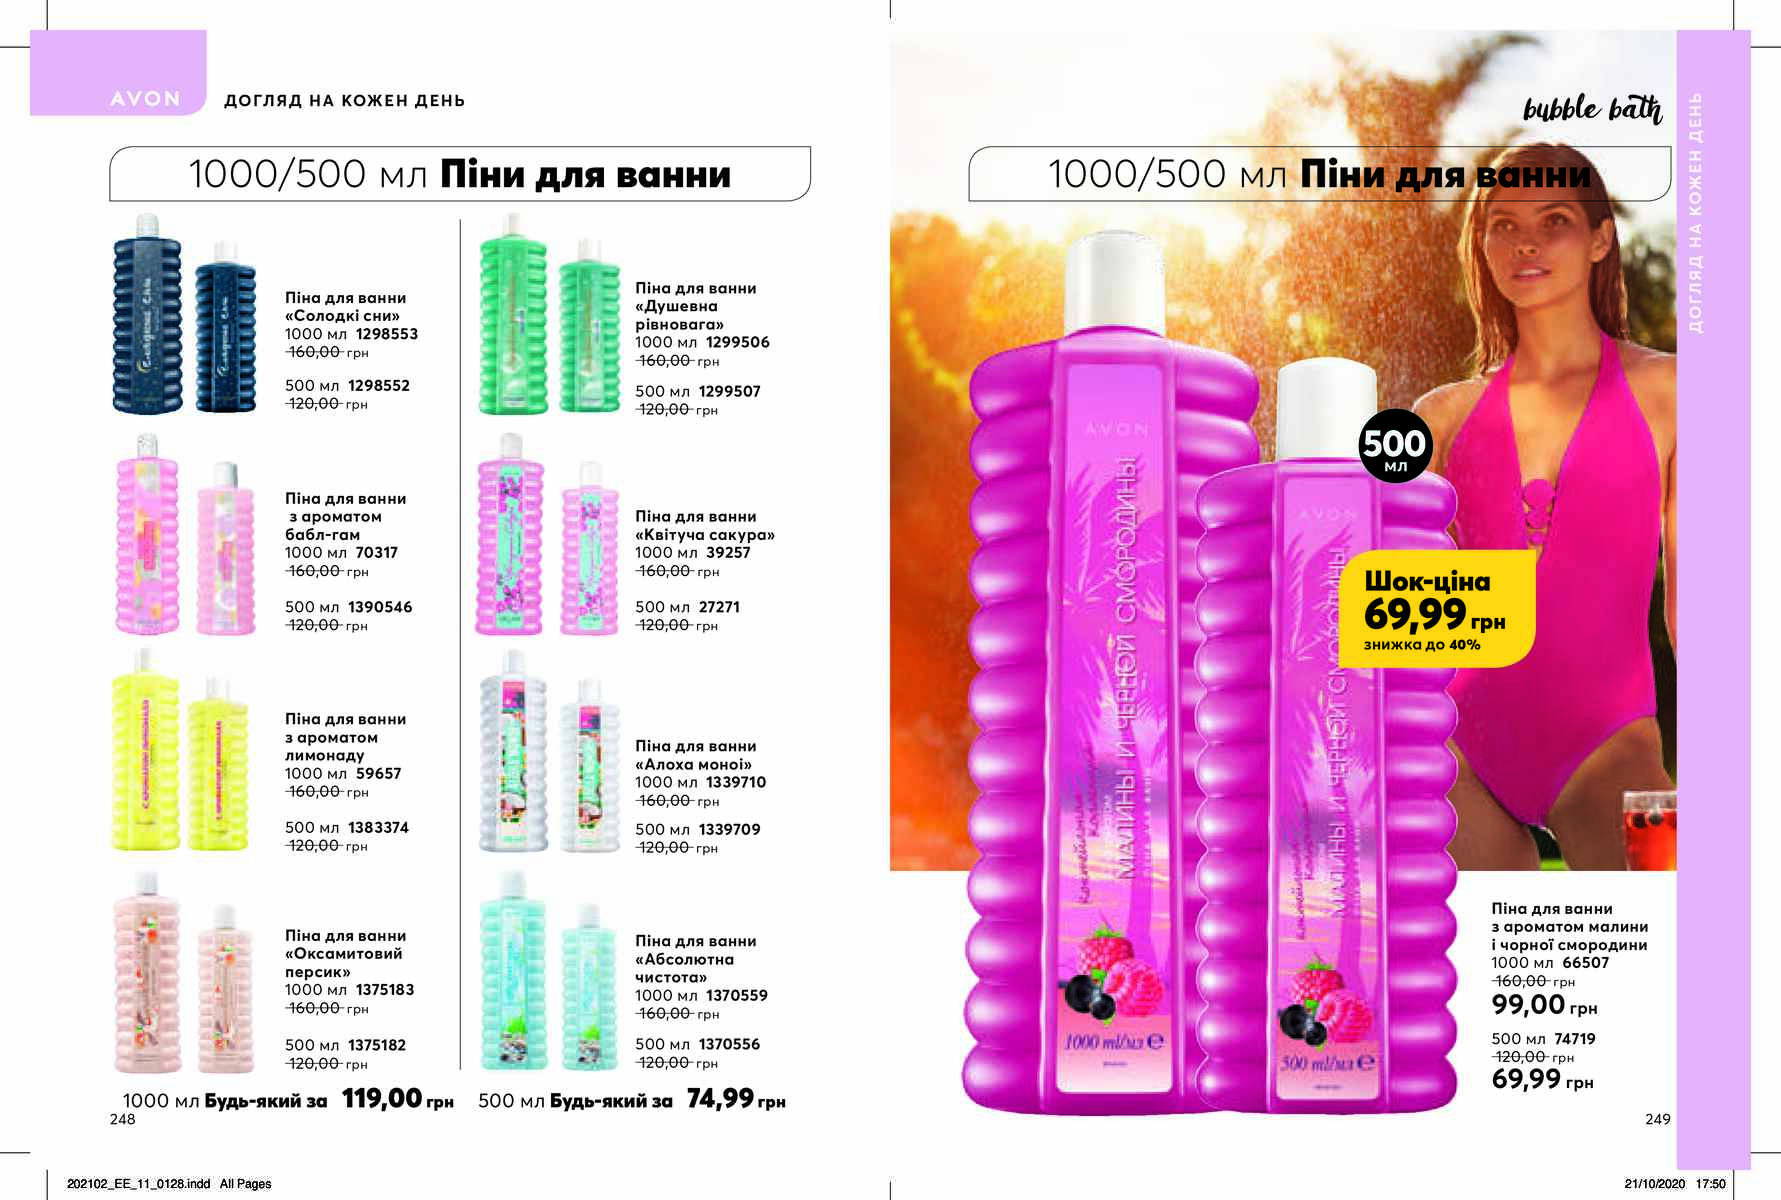 AVON
ДОГЛЯД НА КОЖЕН ДЕНЬ
1000/500 мл Піни для ванни
Піна для ванни
«Солодкі сни»
1000 мл 1298553
160,00 грн
500 мл 1298552
120,00 грн
Піна для ванни
«Душевна
рівновага»
1000 мл 1299506
160,00 грн
500 мл 1299507
120,00 грн
Піна для ванни
з ароматом
бабл-гам
1000 мл 70317
160,00 грн
500 мл 1390546
120,00 грн
Піна для ванни
«Квітуча сакура»
1000 мл 39257
160,00 грн
500 мл 27271
120,00 грн
Піна для ванни
з ароматом
лимонаду
1000 мл 59657
160,00 грн
500 мл 1383374
120,00 грн
Піна для ванни
«Алоха моноі»
1000 мл 1339710
160,00 грн
500 мл 1339709
120,00 грн
Піна для ванни
«Оксамитовий
персик»
1000 мл 1375183
160,00 грн
500 мл 1375182
120,00 грн
Піна для ванни
«Абсолютна
чистота»
1000 мл 1370559
160,00 грн
500 мл 1370556
120,00 грн
1000 мл Будь-який за 119,00 грн
500 мл Будь-який за 74,99 грн
248
bubble bath
ДОГЛЯД НА КОЖЕН ДЕНЬ
1000/500 мл Піни для ванни
AVON
МАЛИНЫ И ЧЕРНОЙ СМОРОДИНЫ
1000 ml/мл e
AVON
МАЛИНЫ И ЧЕРНОЙ СМОРОДИНЫ
500 ml/мл e
500
мл
Шок-ціна
69,99 грн
знижка до 40%
Піна для ванни
з ароматом малини
і чорної смородини
1000 мл 66507
160,00 грн
99,00 грн
500 мл 74719
120,00 грн
69,99 грн
249
202102_EE_11_0128.indd All Pages
21/10/2020 17:50